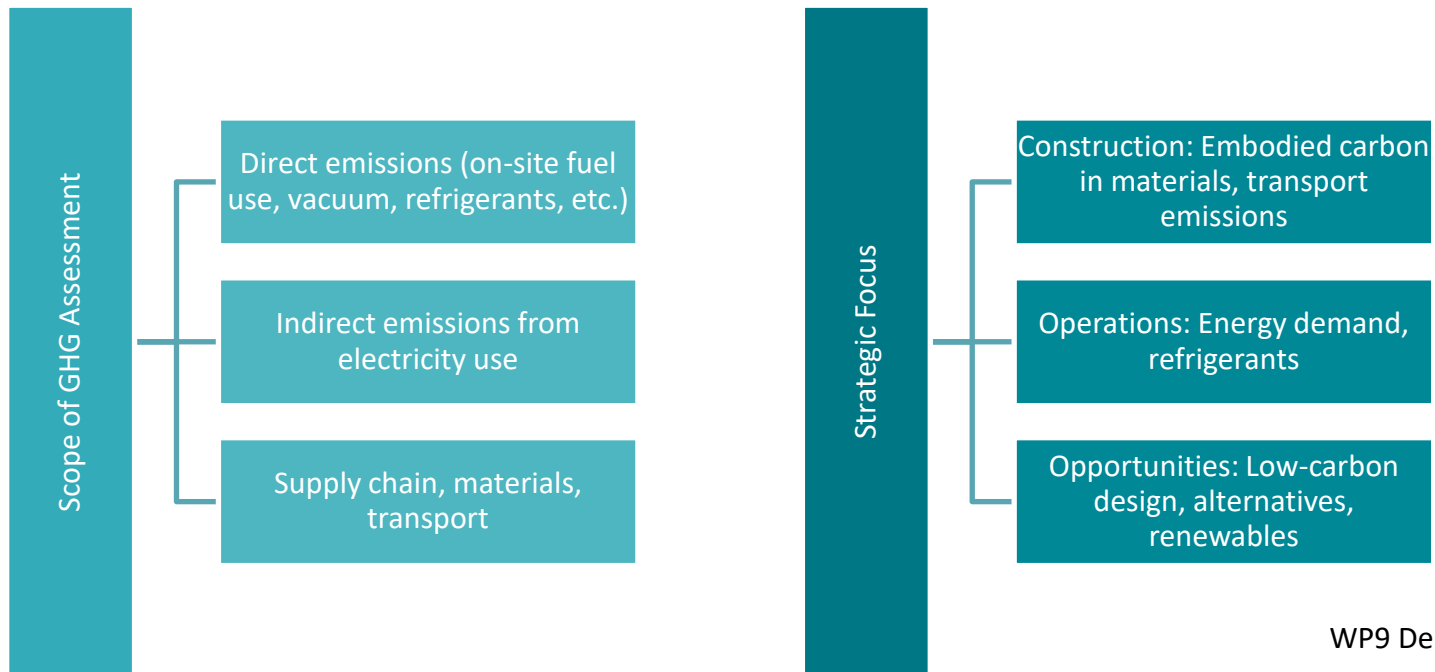 Scope of GHG Assessment
Direct emissions (on-site fuel
use, vacuum, refrigerants, etc.)
Indirect emissions from
electricity use
Supply chain, materials,
transport
Strategic Focus
Construction: Embodied carbon
in materials, transport
emissions
Operations: Energy demand,
refrigerants
Opportunities: Low-carbon
design, alternatives,
renewables
WP9 De